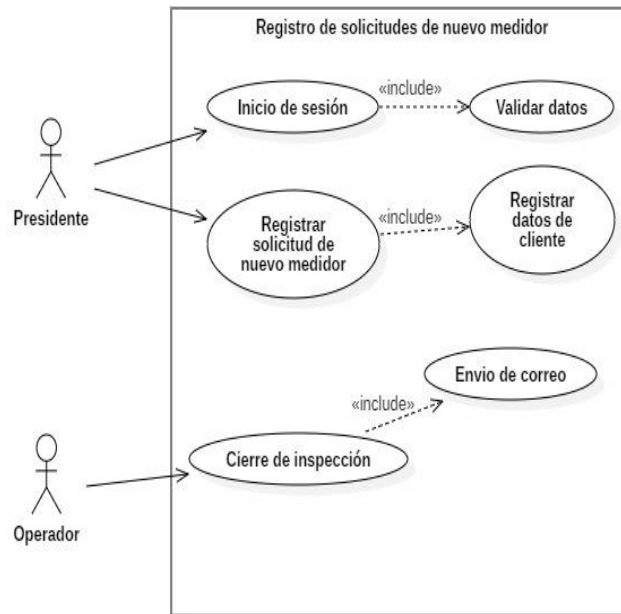 Registro de solicitudes de nuevo medidor
«include»
Inicio de sesión
Validar datos
Presidente
Registrar
solicitud de
nuevo medidor
«include»
Registrar
datos de
cliente
Envio de correo
«include»
Cierre de inspección
Operador